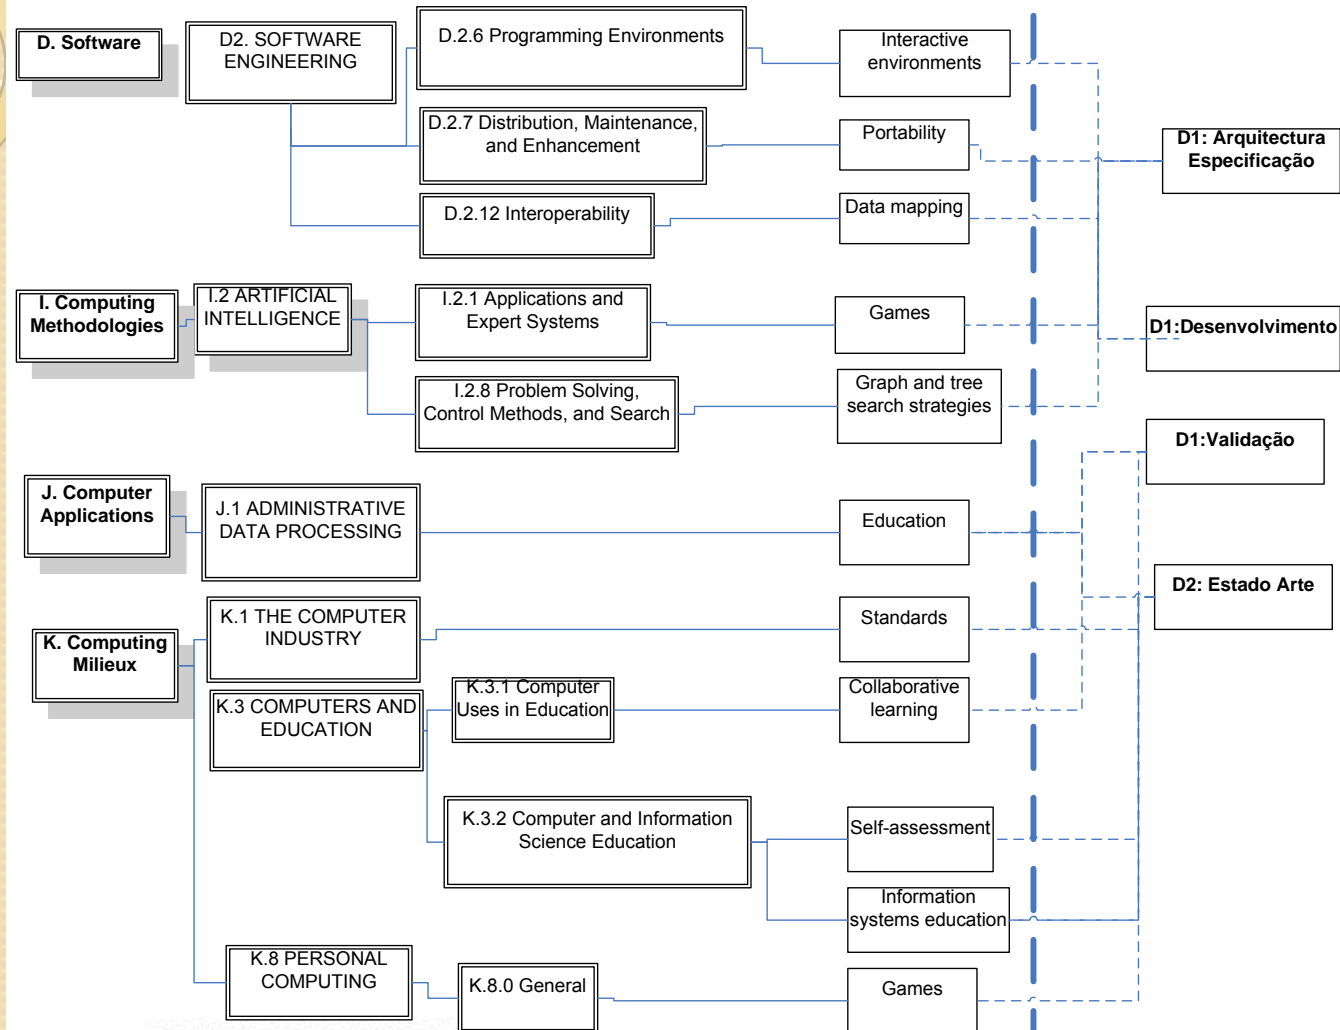 D. Software
D2. SOFTWARE
ENGINEERING
D.2.6 Programming Environments
Interactive
environments
D.2.7 Distribution, Maintenance,
and Enhancement
Portability
D1: Arquitectura
Especificação
D.2.12 Interoperability
Data mapping
I. Computing
Methodologies
I.2 ARTIFICIAL
INTELLIGENCE
I.2.1 Applications and
Expert Systems
Games
D1:Desenvolvimento
I.2.8 Problem Solving,
Control Methods, and Search
Graph and tree
search strategies
D1:Validação
J. Computer
Applications
J.1 ADMINISTRATIVE
DATA PROCESSING
Education
D2: Estado Arte
K. Computing
Milieux
K.1 THE COMPUTER
INDUSTRY
Standards
K.3 COMPUTERS AND
EDUCATION
K.3.1 Computer
Uses in Education
Collaborative
learning
K.3.2 Computer and Information
Science Education
Self-assessment
Information
systems education
K.8 PERSONAL
COMPUTING
K.8.0 General
Games